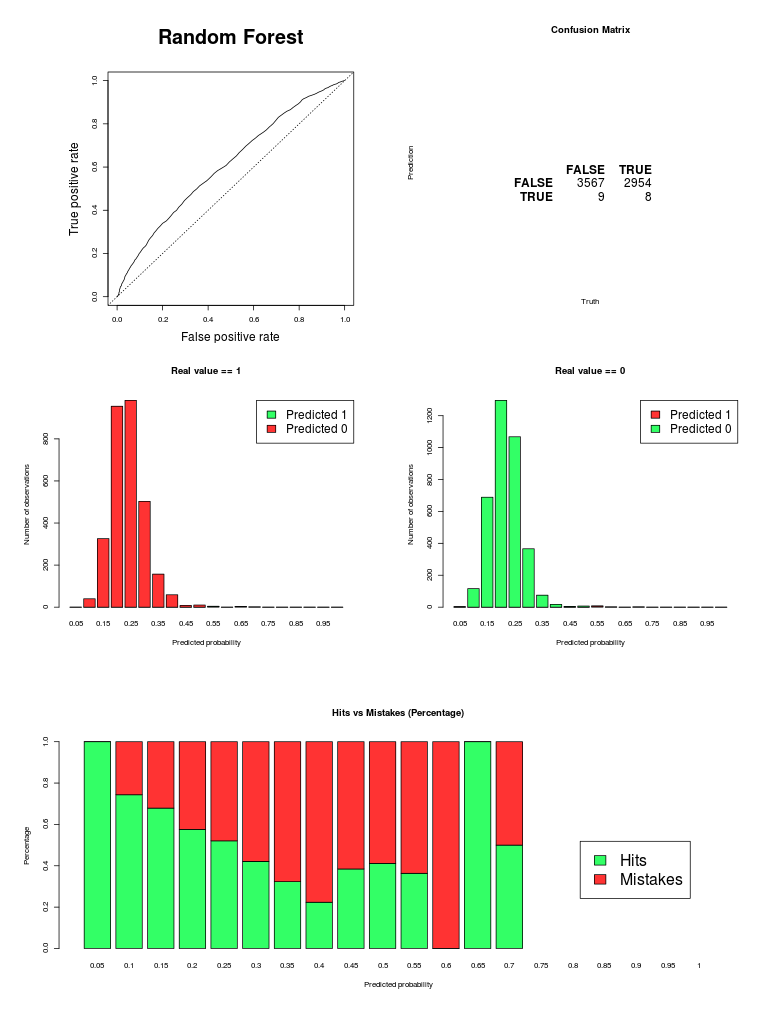 Random Forest
1.0
0.8
0.6
0.4
0.2
0.0
True positive rate
0.0 0.2 0.4 0.6 0.8 1.0
False positive rate
Confusion Matrix
Prediction
FALSE TRUE
FALSE 3567 2954
TRUE 9 8
Truth
Real value == 1
Predicted 1
Predicted 0
800
600
400
200
0
Number of observations
0.05 0.15 0.25 0.35 0.45 0.55 0.65 0.75 0.85 0.95
Predicted probability
Real value == 0
Predicted 1
Predicted 0
1200
1000
800
600
400
200
0
Number of observations
0.05 0.15 0.25 0.35 0.45 0.55 0.65 0.75 0.85 0.95
Predicted probability
Hits vs Mistakes (Percentage)
1.0
0.8
0.6
0.4
0.2
0.0
Percentage
Hits
Mistakes
0.05 0.1 0.15 0.2 0.25 0.3 0.35 0.4 0.45 0.5 0.55 0.6 0.65 0.7 0.75 0.8 0.85 0.9 0.95 1
Predicted probability